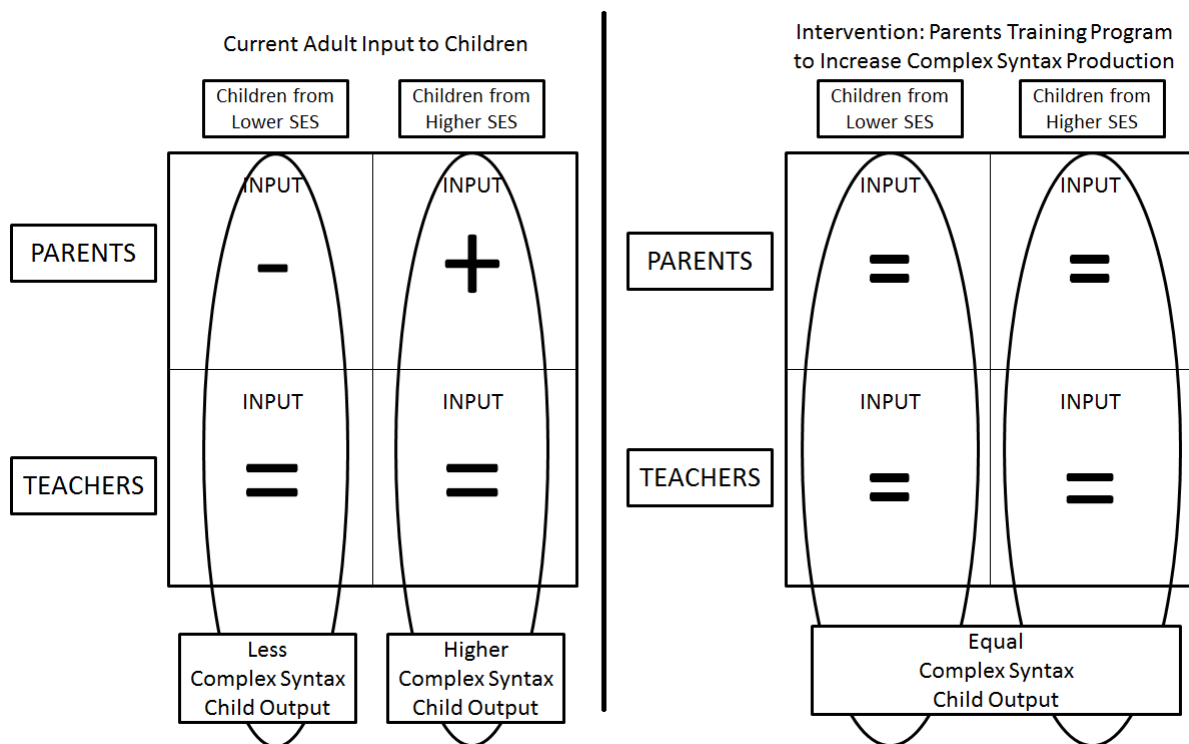 Current Adult Input to Children
Children from
Lower SES
Children from
Higher SES
INPUT
INPUT
PARENTS
-
+
INPUT
INPUT
TEACHERS
=
=
Less
Complex Syntax
Child Output
Higher
Complex Syntax
Child Output
Intervention: Parents Training Program
to Increase Complex Syntax Production
Children from
Lower SES
Children from
Higher SES
INPUT
INPUT
PARENTS
=
=
INPUT
INPUT
TEACHERS
=
=
Equal
Complex Syntax
Child Output